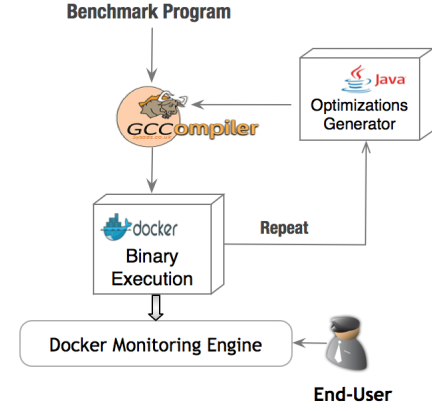 Benchmark Program
Java
Optimizations
Generator
GCCompiler
docker
Binary
Execution
Repeat
Docker Monitoring Engine
End-User